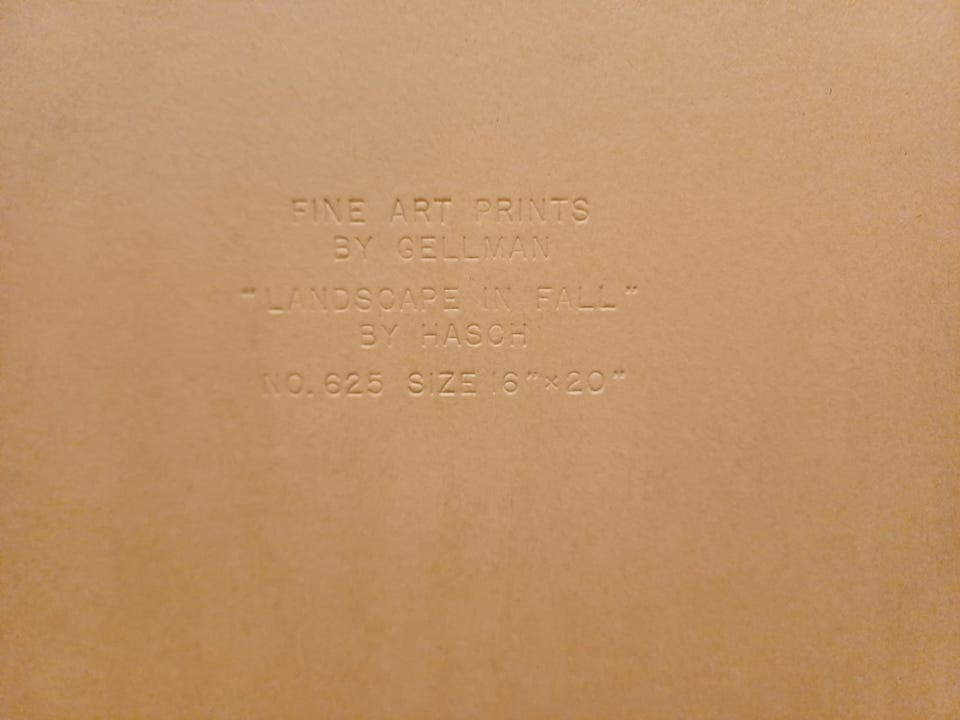 FINE ART PRINTS
BY GELLMAN
"LANDSCAPE IN FALL"
BY HASCH
NO. 625 SIZE 16"×20"